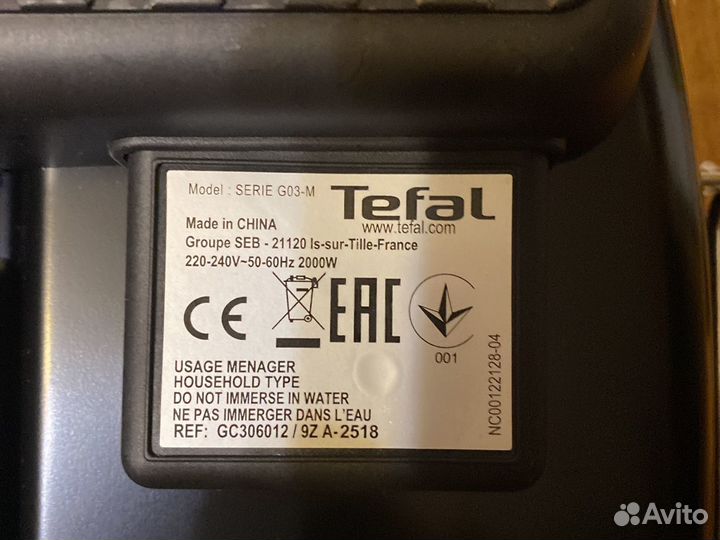 Model : SERIE G03-M
Tefal
www.tefal.com
Made in CHINA
Groupe SEB - 21120 Is-sur-Tille-France
220-240V~50-60Hz 2000W
CE
EAC
001
USAGE MENAGER
HOUSEHOLD TYPE
DO NOT IMMERSE IN WATER
NE PAS IMMERGER DANS L'EAU
REF: GC306012 / 9Z A-2518
NC00122128-04
Avito